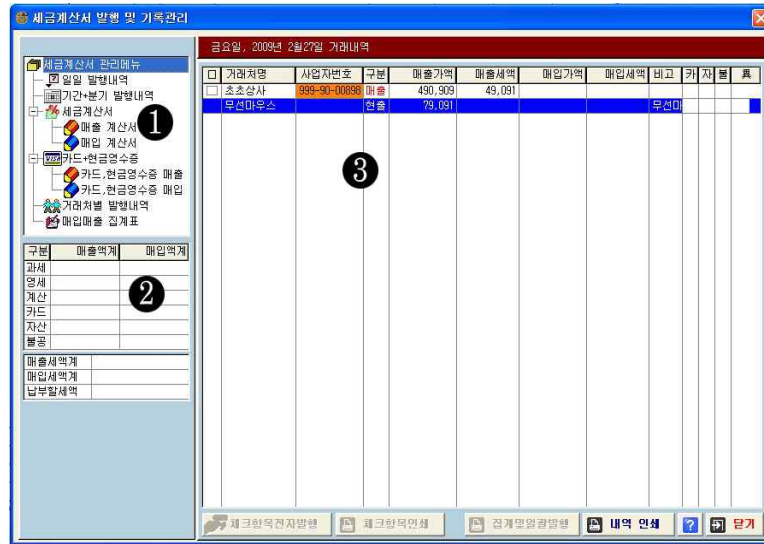 세금계산서 발행 및 기록관리
세금계산서 관리메뉴
일일 발행내역
기간+분기 발행내역
세금계산서
매출 계산서
매입 계산서
카드+현금영수증
카드,현금영수증 매출
카드,현금영수증 매입
거래처별 발행내역
매입매출 집계표
1
구분 매출액계 매입액계
과세
영세
계산
카드
자산
불공
2
매출세액계
매입세액계
납부할세액
금요일, 2009년 2월27일 거래내역
거래처명 사업자번호 구분 매출가액 매출세액 매입가액 매입세액 비고 카 자 불 異
초초상사 999-90-00898 매출 490,909 49,091
무선마우스 현출 79,091 무선마
3
체크항목전자발행 체크항목인쇄 집계및일괄발행 내역 인쇄 ? 닫기